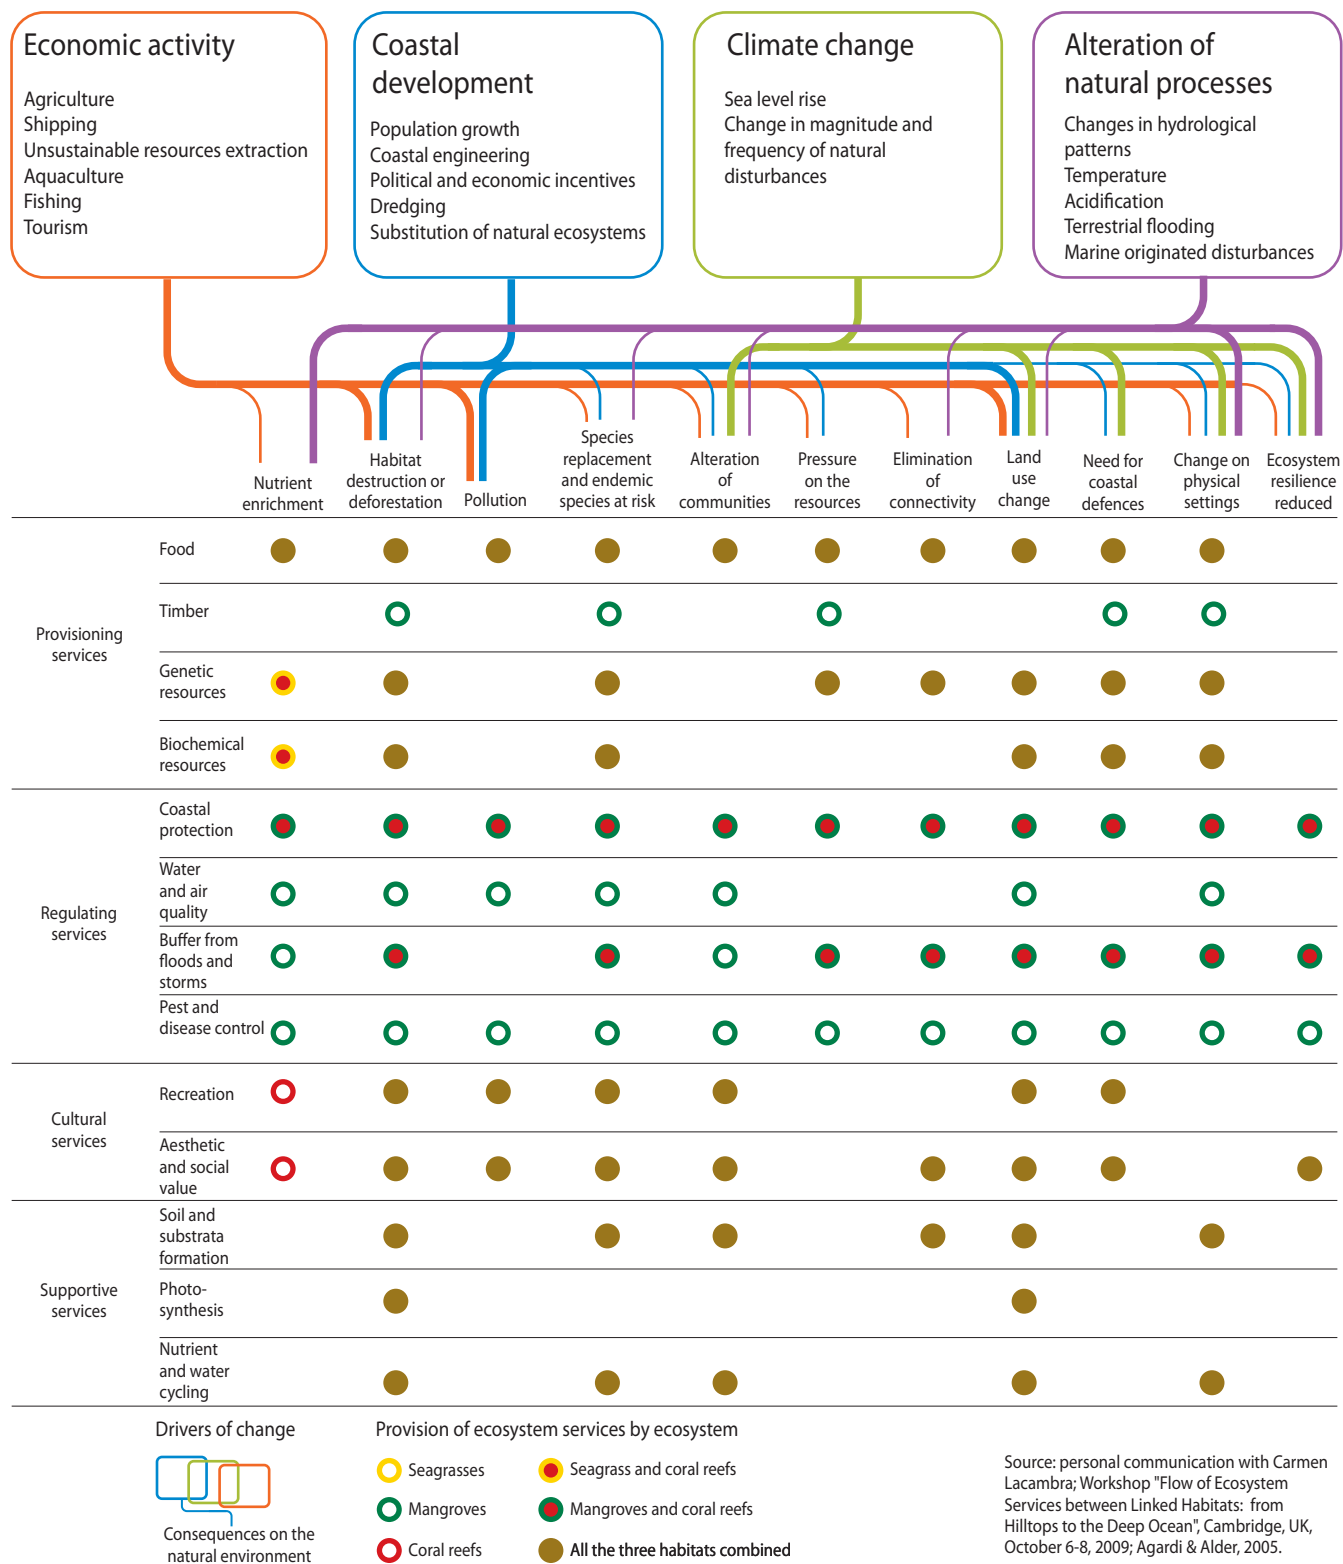 Economic activity
Agriculture
Shipping
Unsustainable resources extraction
Aquaculture
Fishing
Tourism
Coastal
development
Population growth
Coastal engineering
Political and economic incentives
Dredging
Substitution of natural ecosystems
Climate change
Sea level rise
Change in magnitude and
frequency of natural
disturbances
Alteration of
natural processes
Changes in hydrological
patterns
Temperature
Acidification
Terrestrial flooding
Marine originated disturbances
Nutrient
enrichment
Habitat
destruction or
deforestation
Pollution
Species
replacement
and endemic
species at risk
Alteration
of
communities
Pressure
on the
resources
Elimination
of
connectivity
Land
use
change
Need for
coastal
defences
Change on
physical
settings
Ecosystem
resilience
reduced
Provisioning
services
Food
Timber
Genetic
resources
Biochemical
resources
Regulating
services
Coastal
protection
Water
and air
quality
Buffer from
floods and
storms
Pest and
disease control
Cultural
services
Recreation
Aesthetic
and social
value
Supportive
services
Soil and
substrata
formation
Photo-
synthesis
Nutrient
and water
cycling
Drivers of change
Consequences on the
natural environment
Provision of ecosystem services by ecosystem
Seagrasses
Mangroves
Coral reefs
Seagrass and coral reefs
Mangroves and coral reefs
All the three habitats combined
Source: personal communication with Carmen
Lacambra; Workshop "Flow of Ecosystem
Services between Linked Habitats: from
Hilltops to the Deep Ocean", Cambridge, UK,
October 6-8, 2009; Agardi & Alder, 2005.